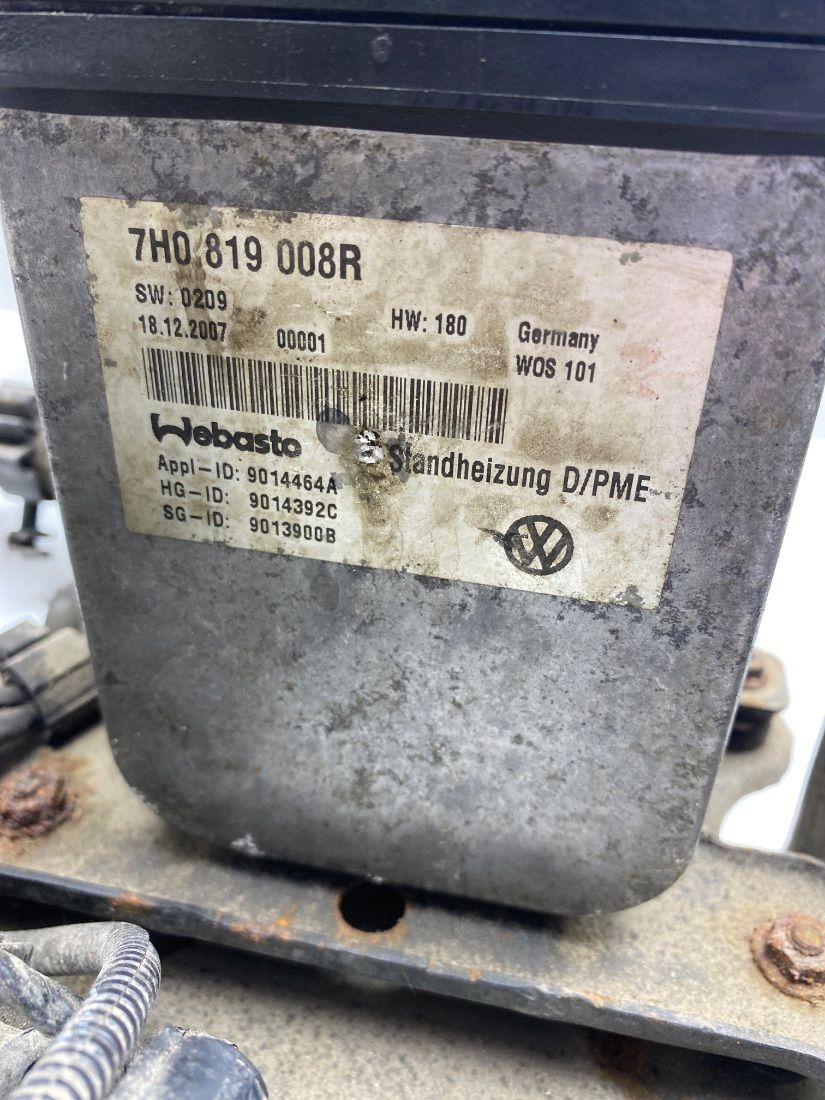 7H0 819 008R
SW: 0209
18.12.2007 00001 HW: 180 Germany
WOS 101
Webasto Standheizung D/PME
Appl-ID: 9014464A
HG-ID: 9014392C
SG-ID: 9013900B